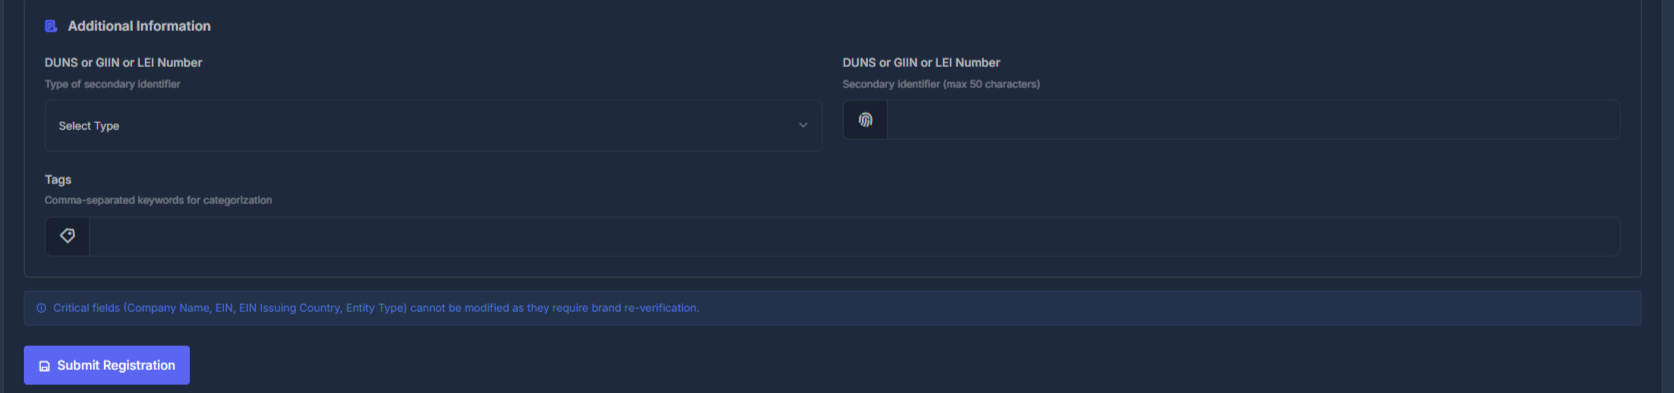 Additional Information
DUNS or GIIN or LEI Number
Type of secondary identifier
Select Type
DUNS or GIIN or LEI Number
Secondary identifier (max 50 characters)
Tags
Comma-separated keywords for categorization
Critical fields (Company Name, EIN, EIN Issuing Country, Entity Type) cannot be modified as they require brand re-verification.
Submit Registration